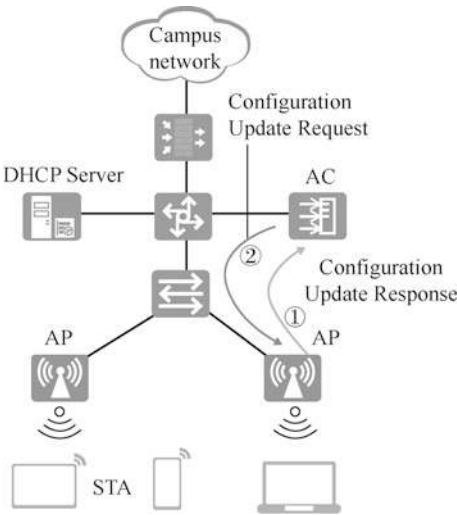 Campus
network
Configuration
Update Request
DHCP Server
AC
②
Configuration
Update Response
①
AP
AP
STA